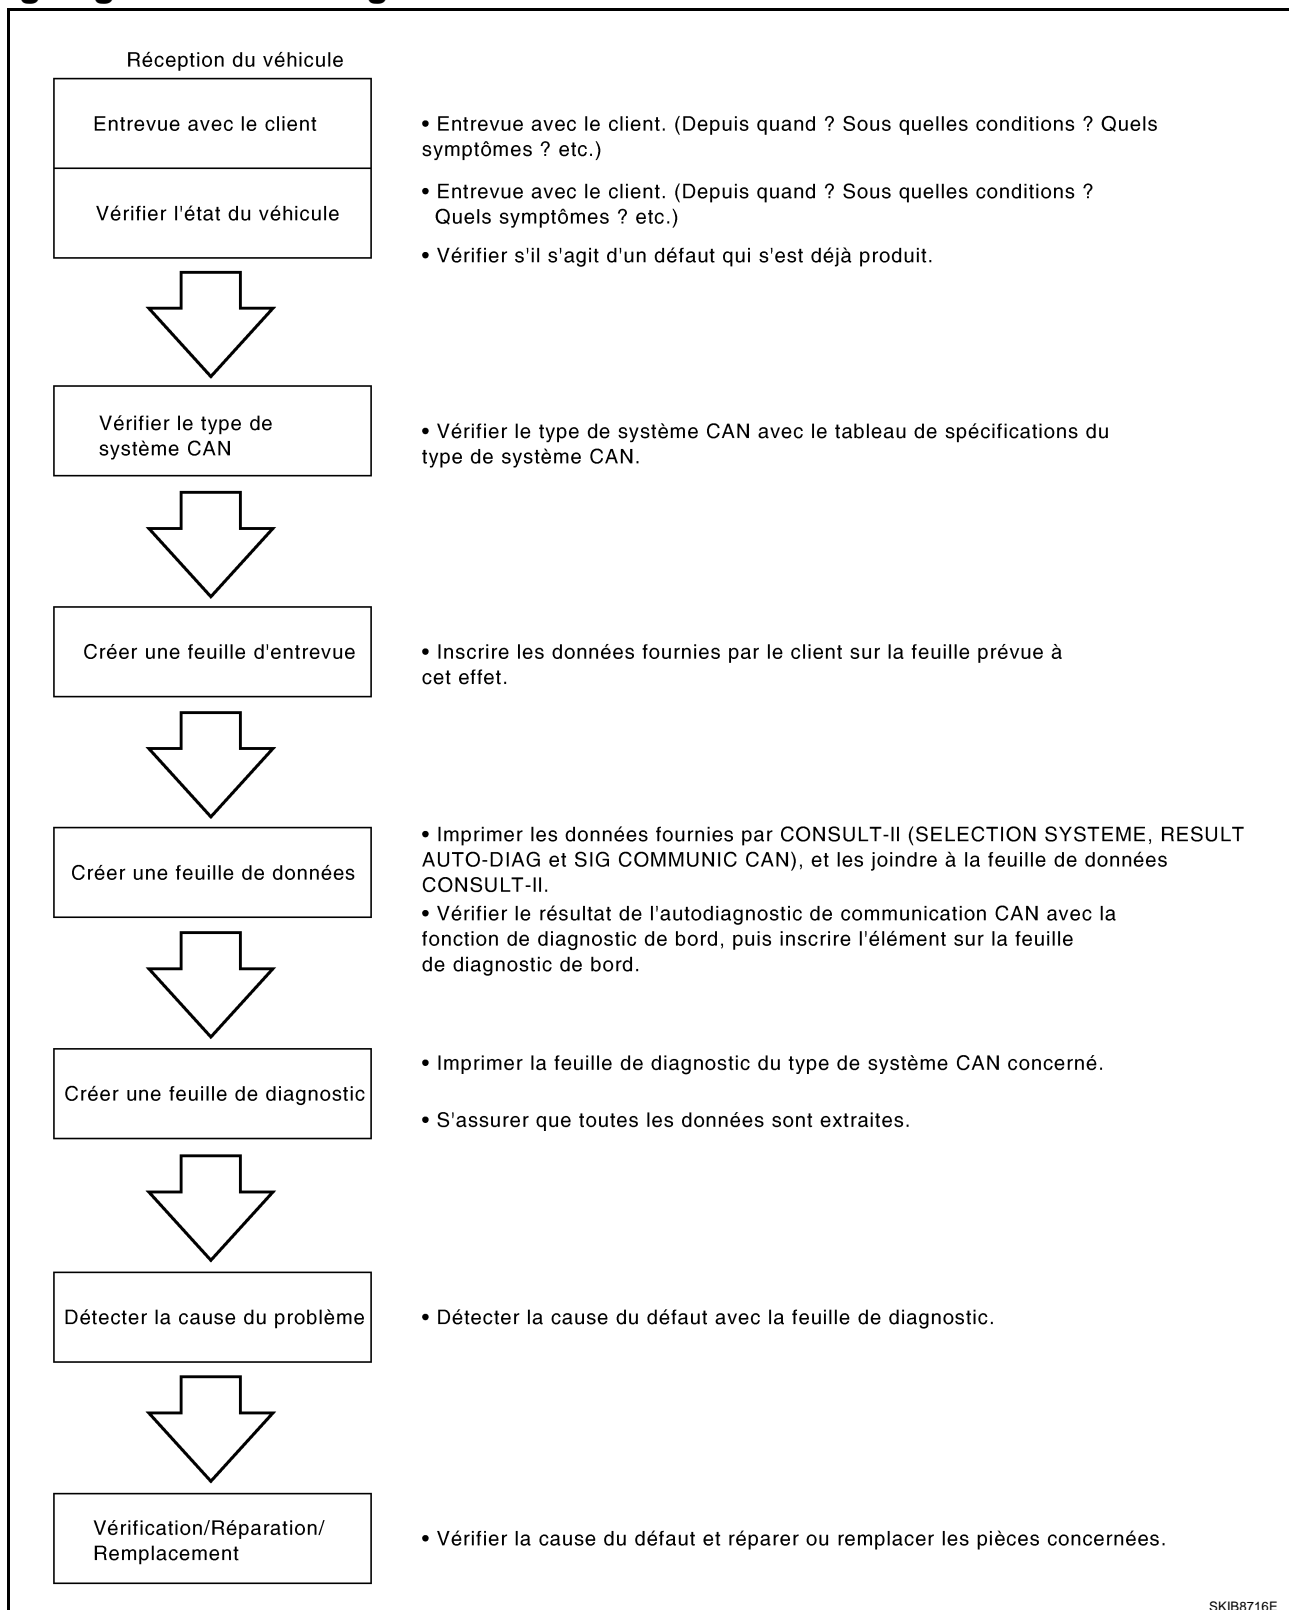 Réception du véhicule
Entrevue avec le client
• Entrevue avec le client. (Depuis quand ? Sous quelles conditions ? Quels
symptômes ? etc.)
Vérifier l'état du véhicule
• Entrevue avec le client. (Depuis quand ? Sous quelles conditions ?
Quels symptômes ? etc.)
• Vérifier s'il s'agit d'un défaut qui s'est déjà produit.
Vérifier le type de
système CAN
• Vérifier le type de système CAN avec le tableau de spécifications du
type de système CAN.
Créer une feuille d'entrevue
• Inscrire les données fournies par le client sur la feuille prévue à
cet effet.
Créer une feuille de données
• Imprimer les données fournies par CONSULT-II (SELECTION SYSTEME, RESULT
AUTO-DIAG et SIG COMMUNIC CAN), et les joindre à la feuille de données
CONSULT-II.
• Vérifier le résultat de l'autodiagnostic de communication CAN avec la
fonction de diagnostic de bord, puis inscrire l'élément sur la feuille
de diagnostic de bord.
Créer une feuille de diagnostic
• Imprimer la feuille de diagnostic du type de système CAN concerné.
• S'assurer que toutes les données sont extraites.
Détecter la cause du problème
• Détecter la cause du défaut avec la feuille de diagnostic.
Vérification/Réparation/
Remplacement
• Vérifier la cause du défaut et réparer ou remplacer les pièces concernées.
SKIB8716E